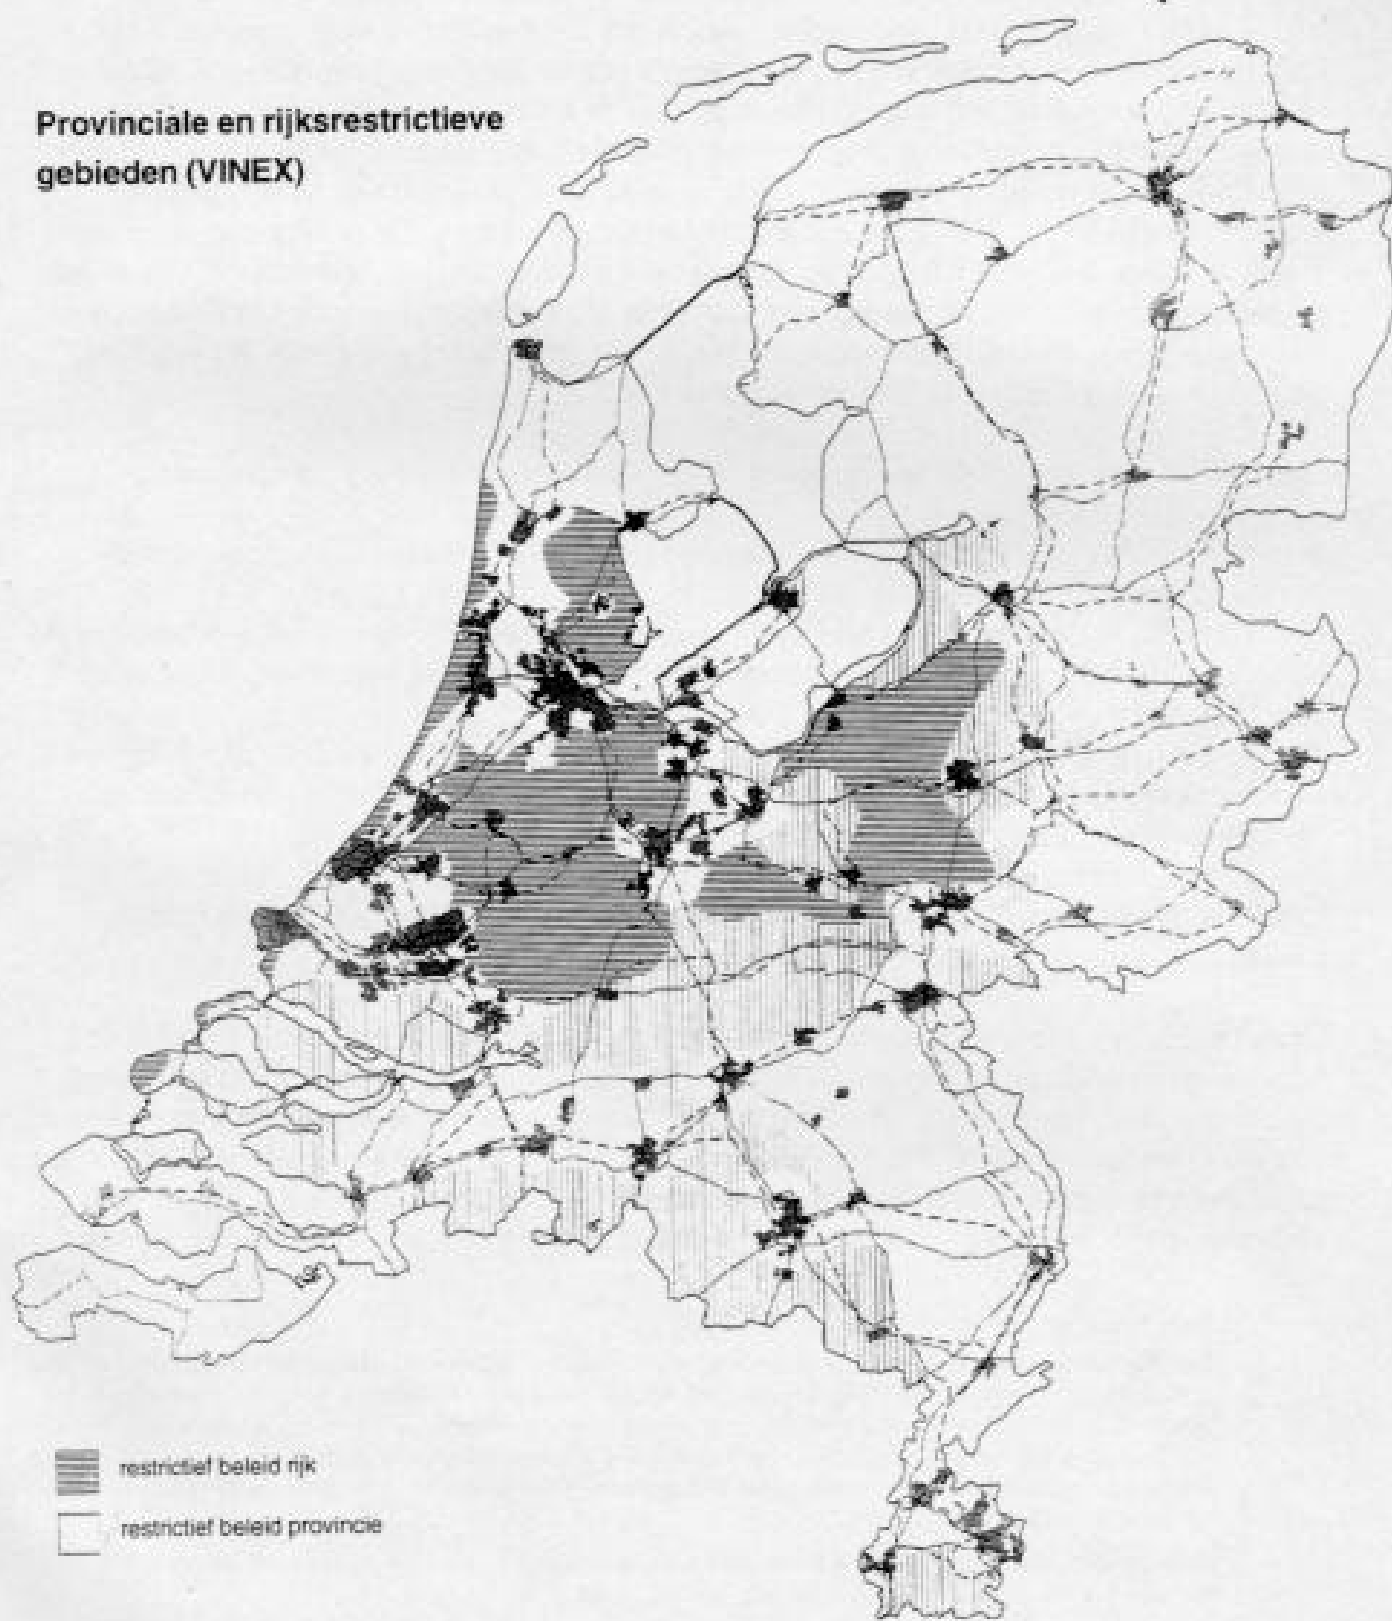 Provinciale en rijksrestrictieve
gebieden (VINEX)
restrictief beleid rijk
restrictief beleid provincie